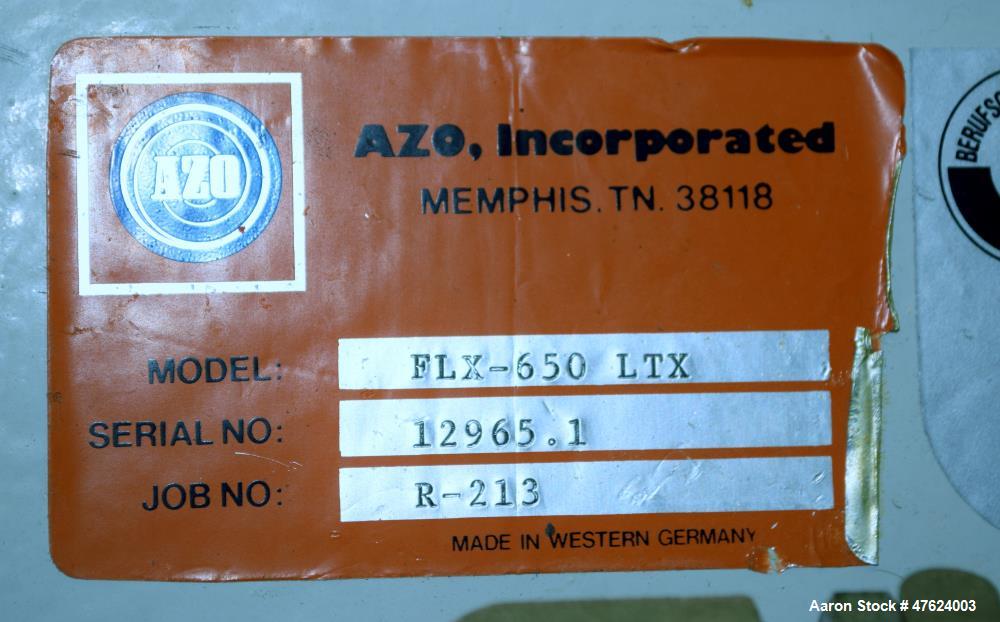 AZO
AZO, Incorporated
MEMPHIS. TN. 38118
MODEL: FLX-650 LTX
SERIAL NO: 12965.1
JOB NO: R-213
MADE IN WESTERN GERMANY
Aaron Stock # 47624003